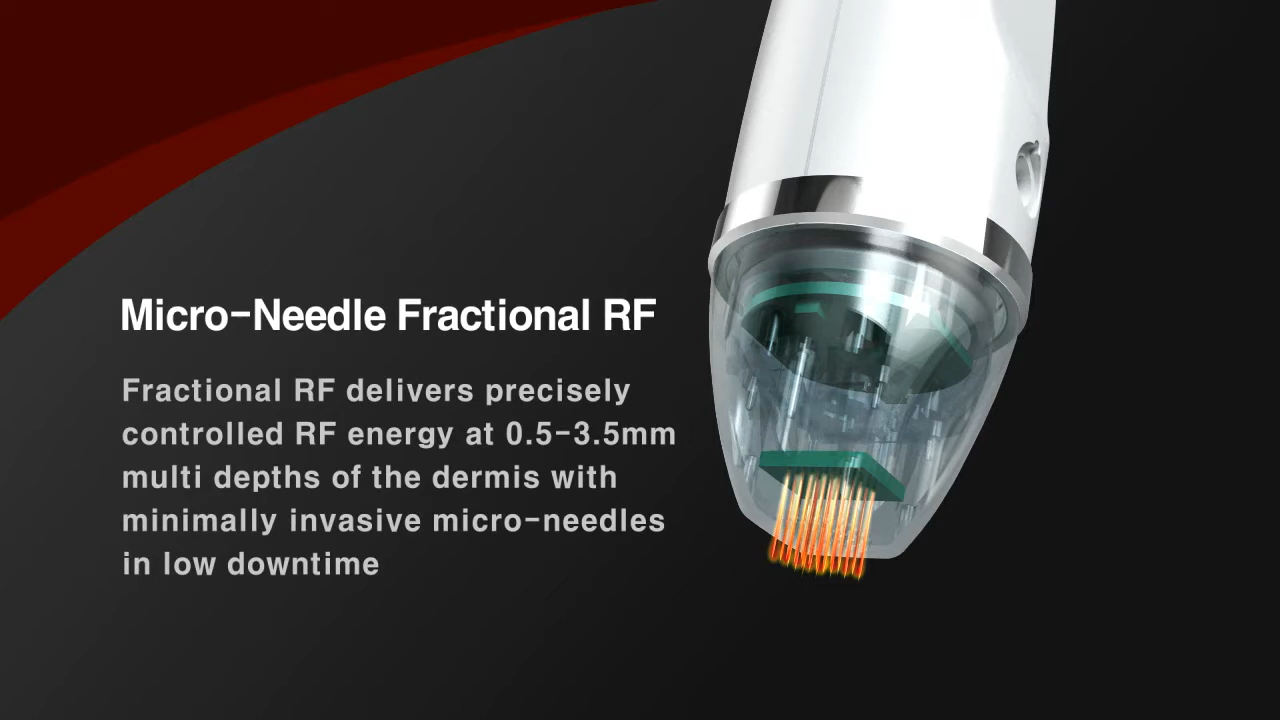 Micro-Needle Fractional RF
Fractional RF delivers precisely
controlled RF energy at 0.5-3.5mm
multi depths of the dermis with
minimally invasive micro-needles
in low downtime